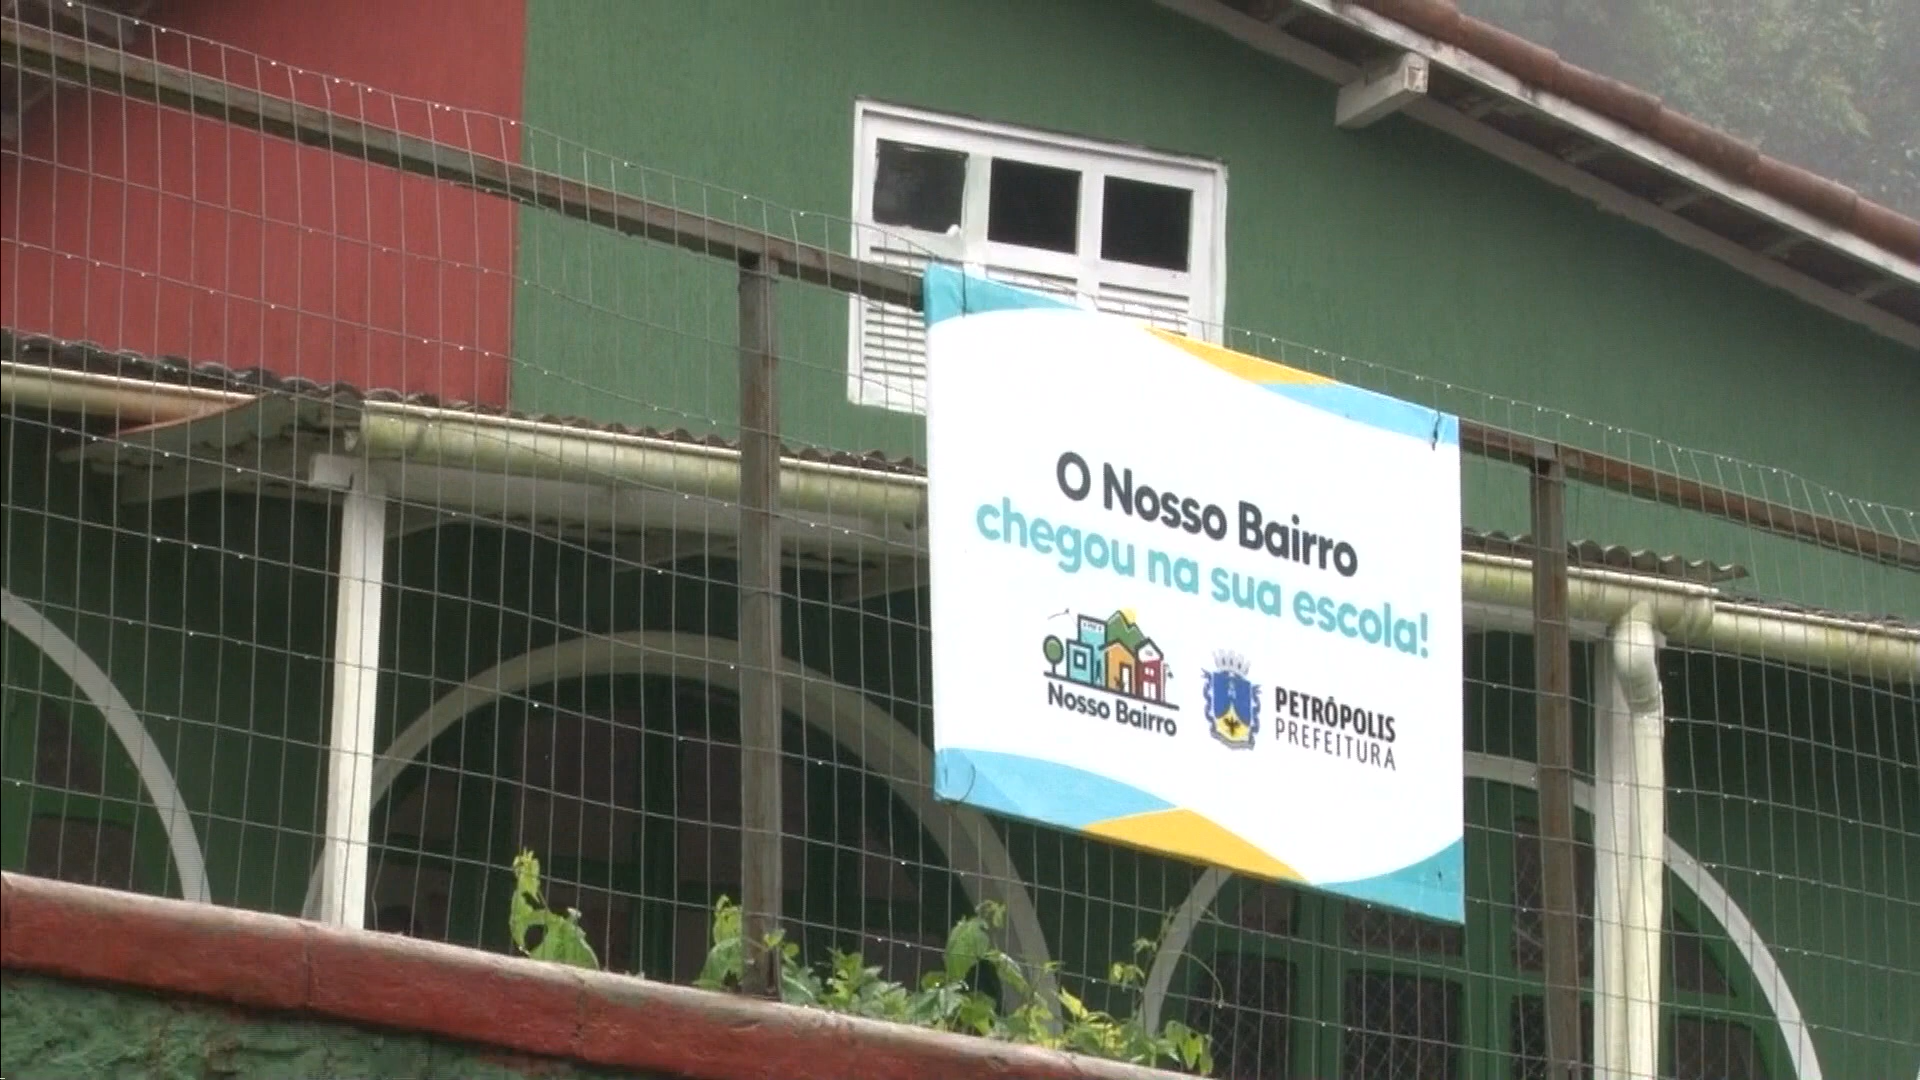 O Nosso Bairro
chegou na sua escola!
Nosso Bairro
PETRÓPOLIS
PREFEITURA